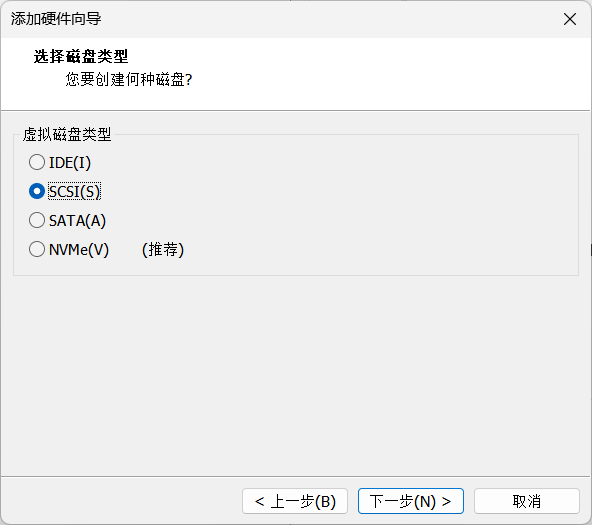 添加硬件向导
选择磁盘类型
您要创建何种磁盘?
虚拟磁盘类型
IDE(I)
SCSI(S)
SATA(A)
NVMe(V) (推荐)
< 上一步(B) 下一步(N) > 取消